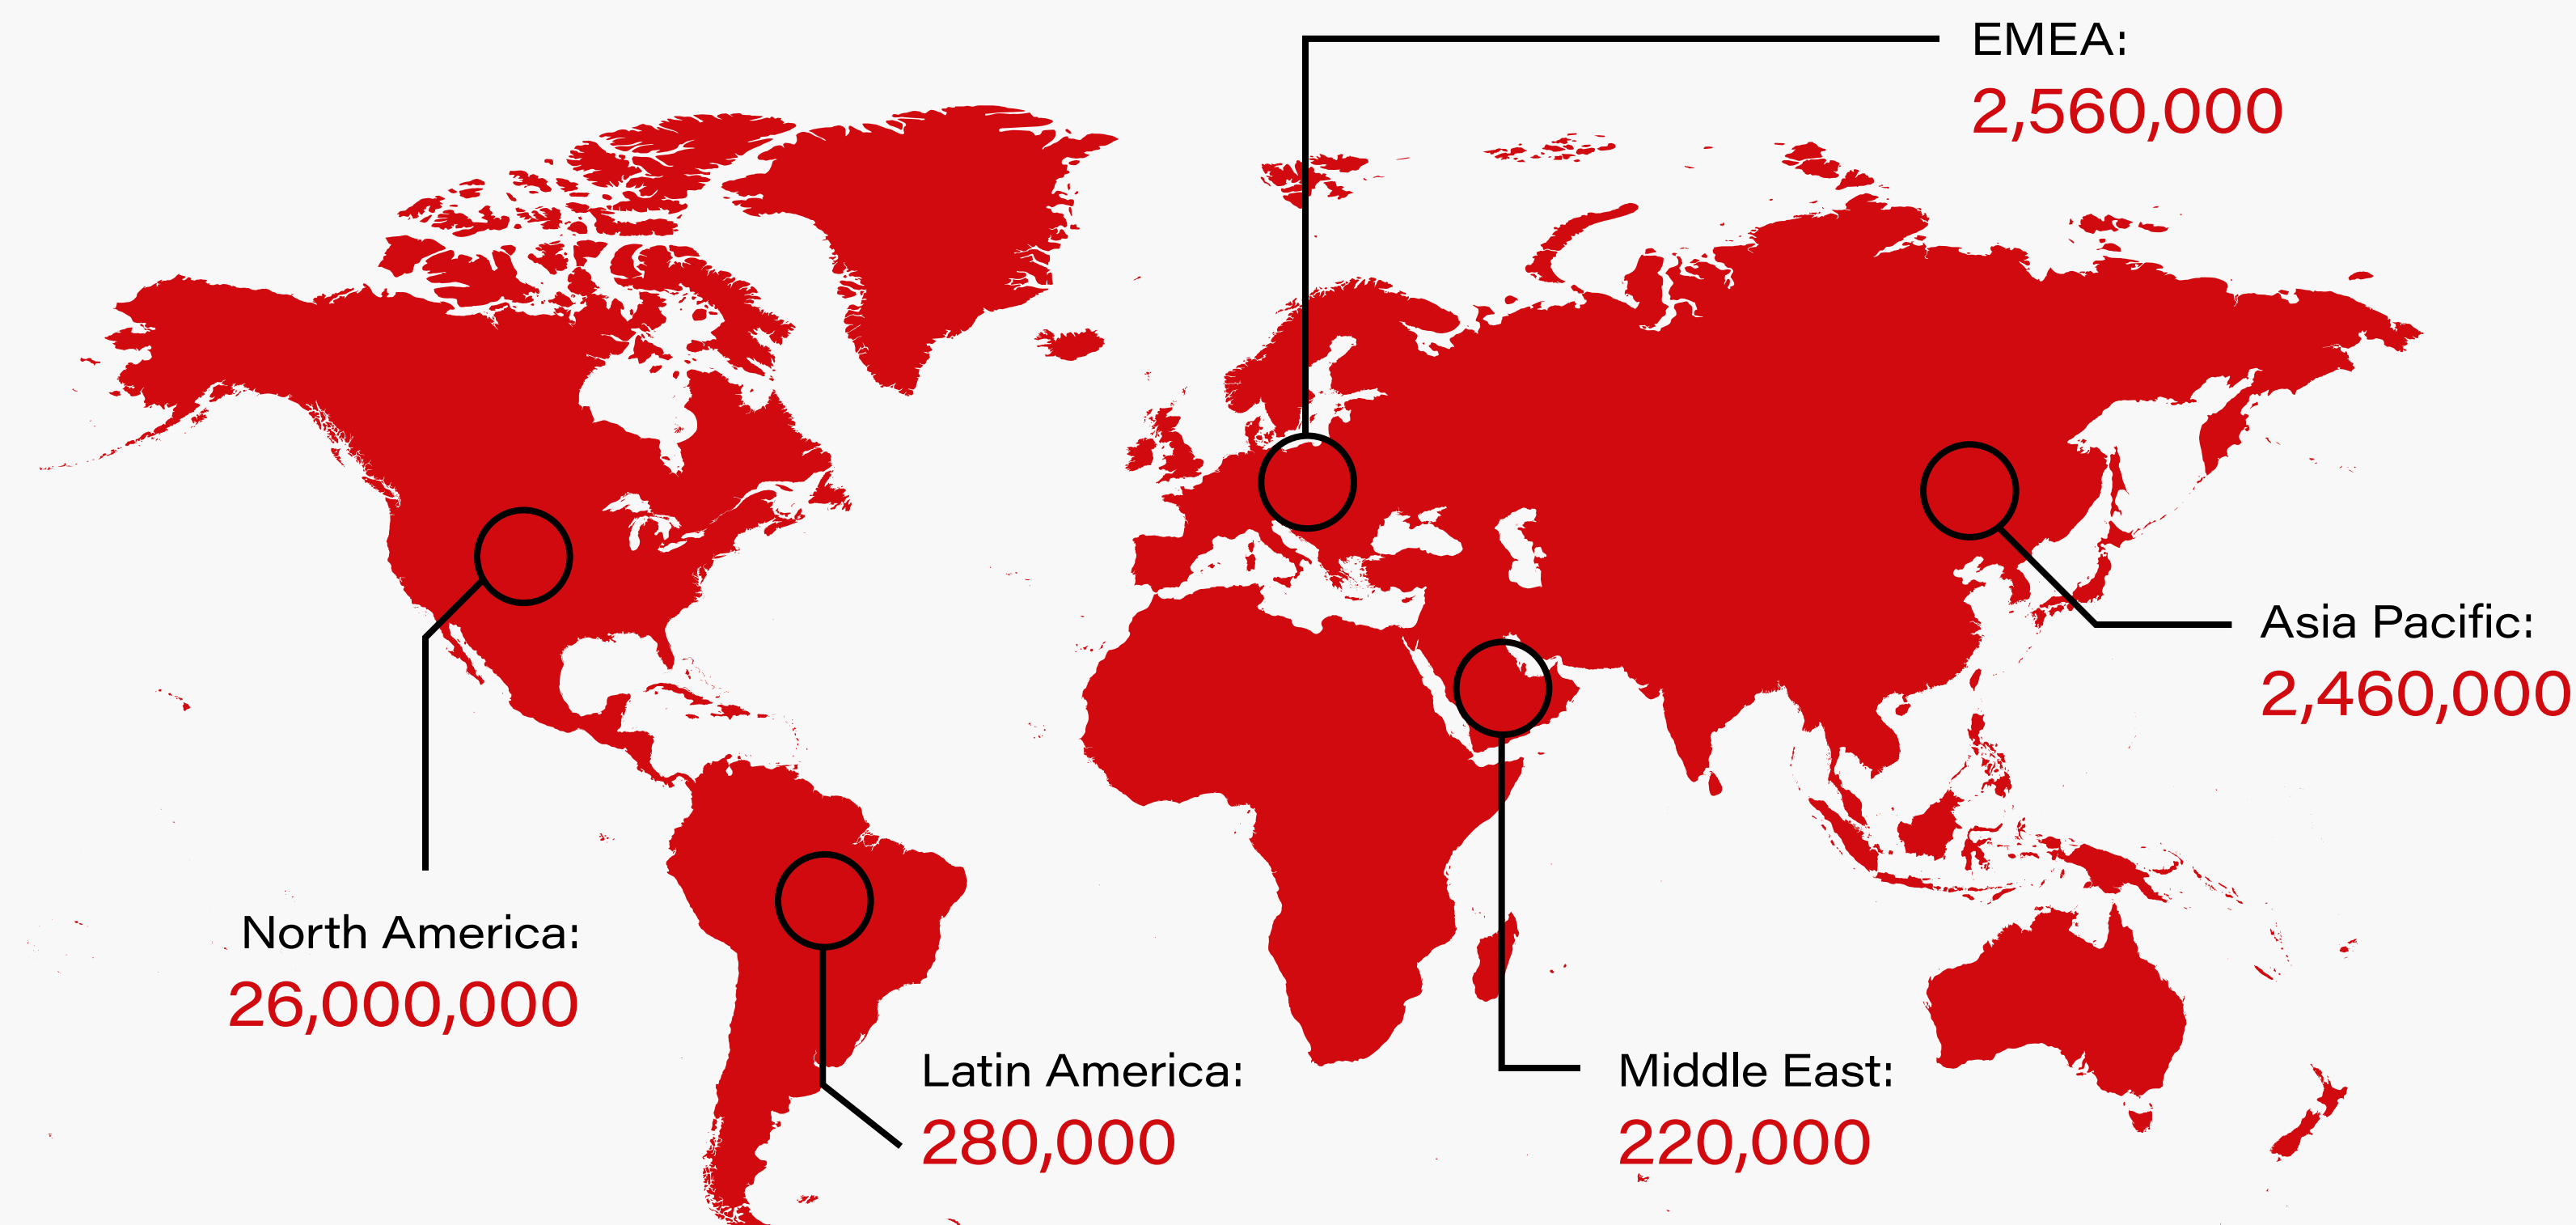 EMEA:
2,560,000
Asia Pacific:
2,460,000
North America:
26,000,000
Latin America:
280,000
Middle East:
220,000